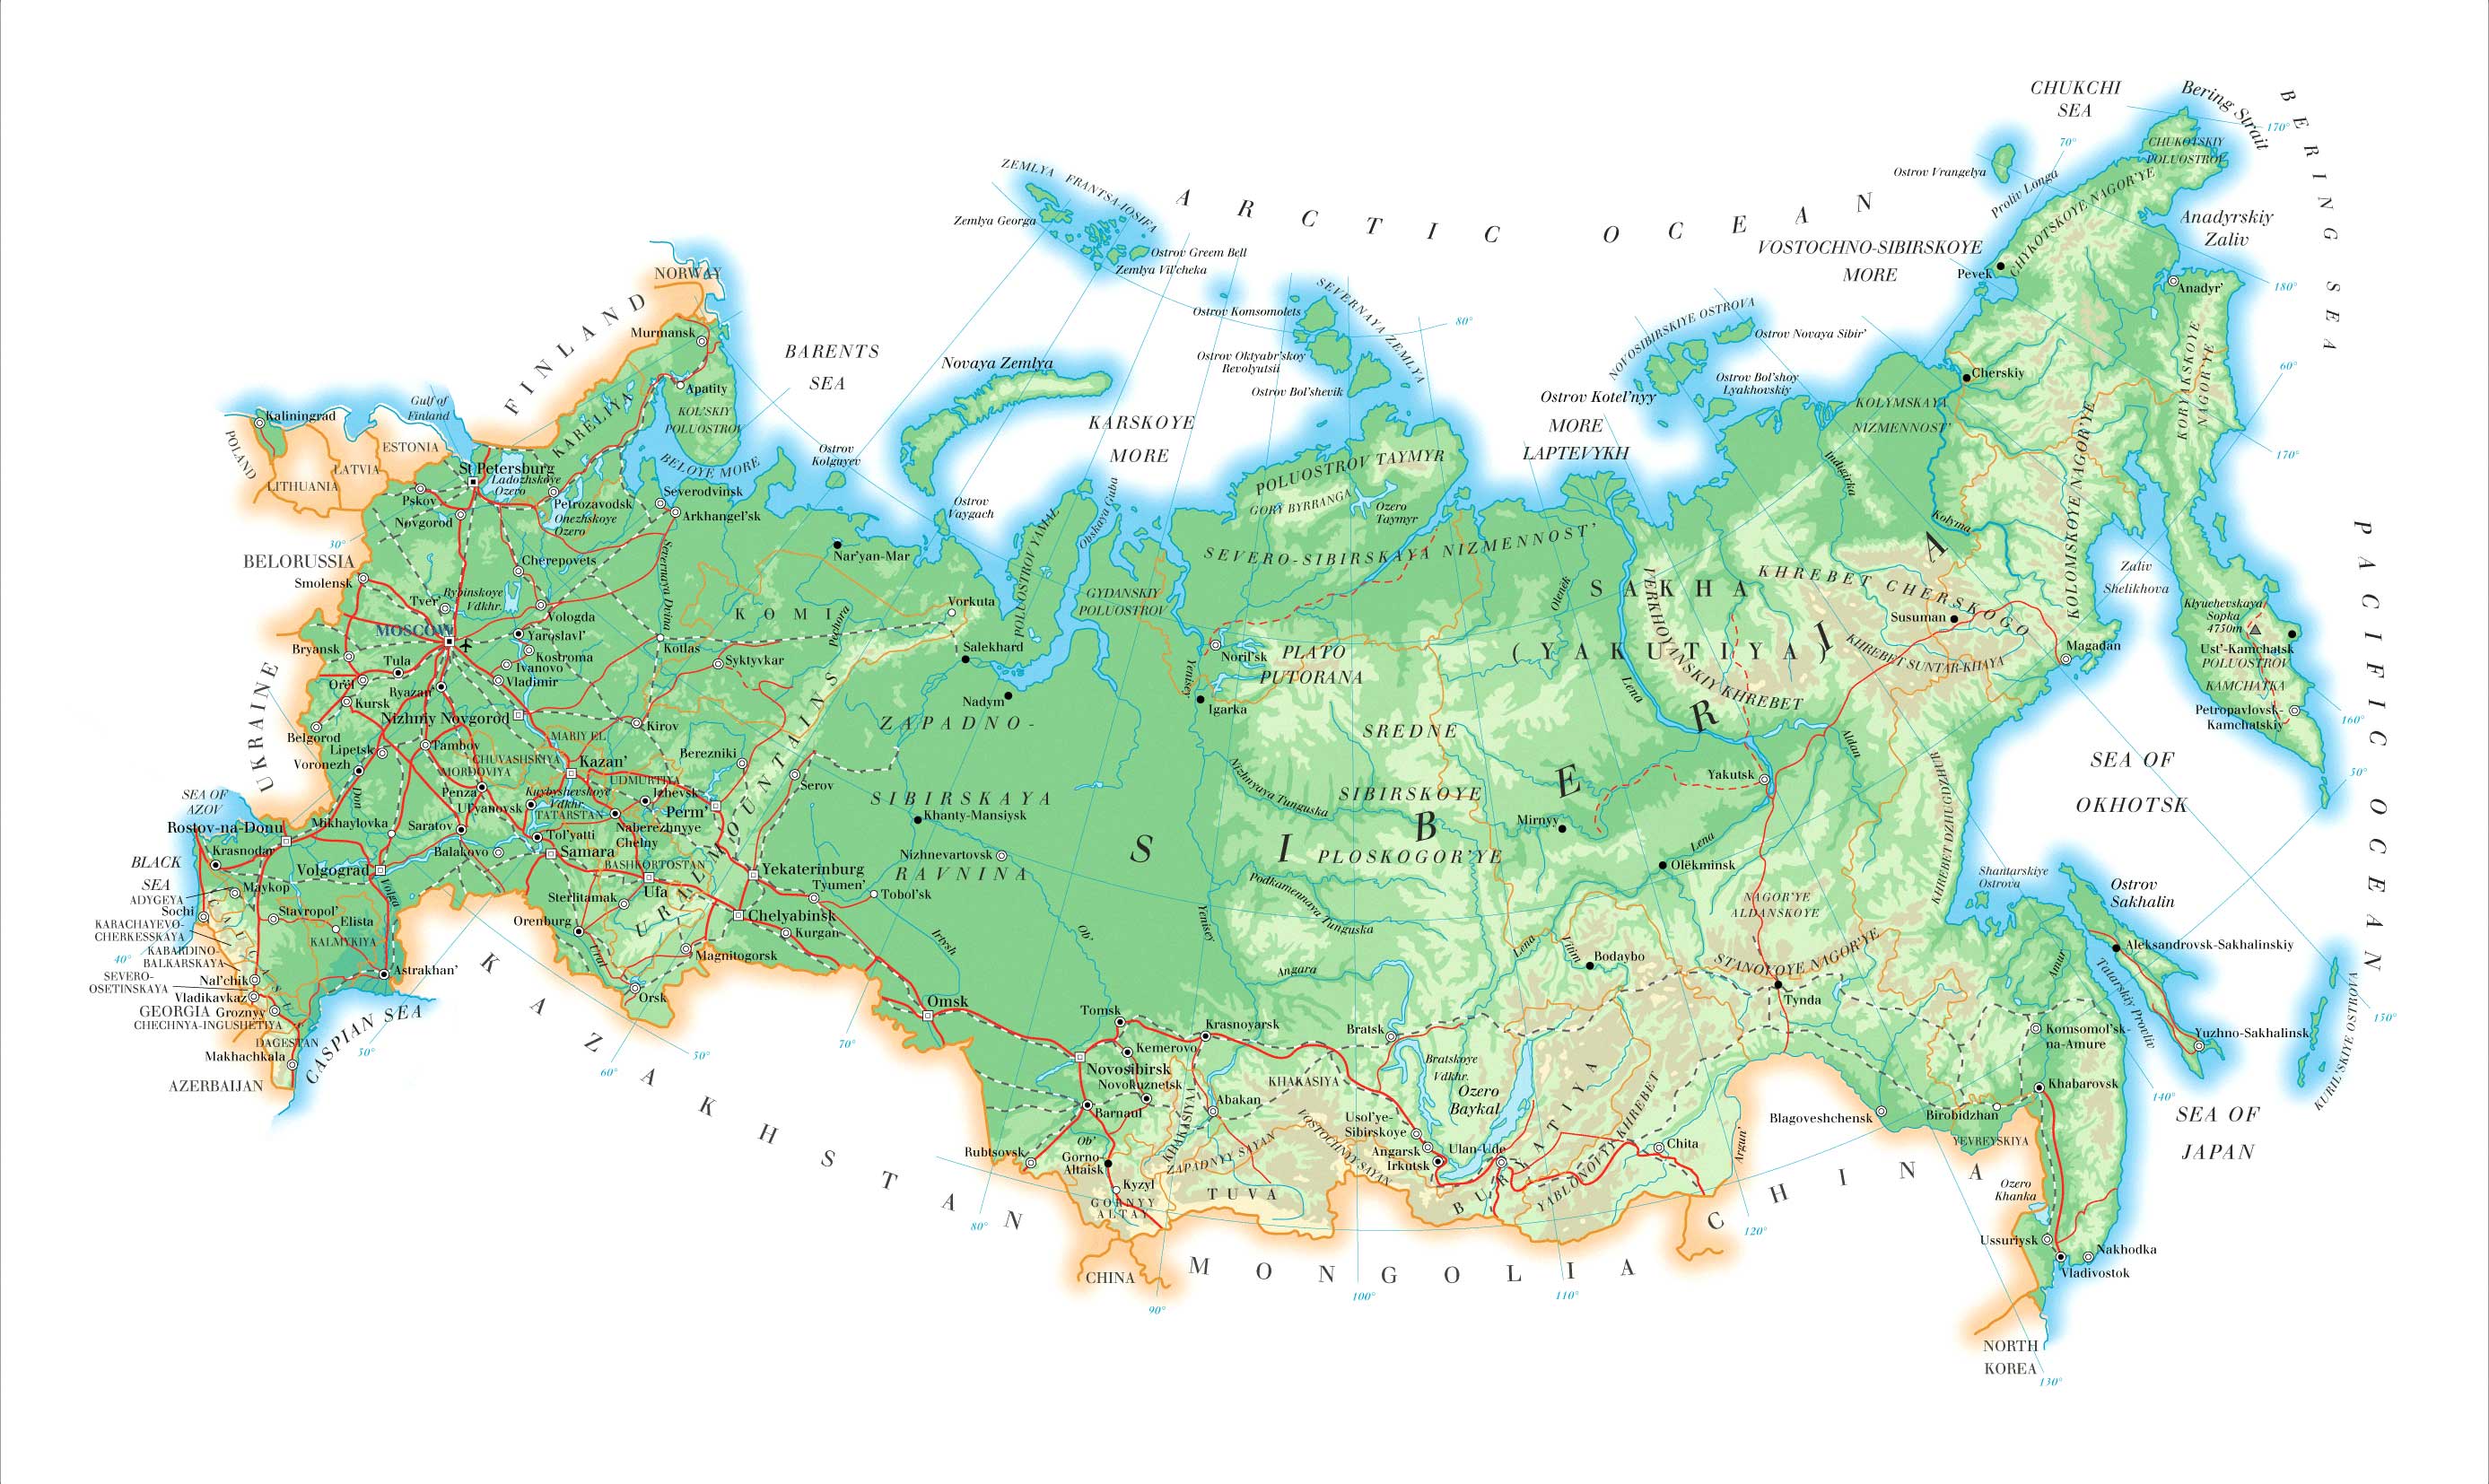 CHUKCHI
SEA
Bering Strait
BERING SEA
170°
70°
CHUKOTSKIY
POLUOSTROV
Ostrov Vrangelya
Proliv Longa
CHYKOTSKOYE NAGOR'YE
Anadyrskiy
Zaliv
ZEMLYA FRANTSA-IOSIFA
Zemlya Georga
Ostrov Greem Bell
Zemlya Vil'cheka
ARCTIC OCEAN
VOSTOCHNO-SIBIRSKOYE
MORE
Pevek
Anadyr'
180°
NORWAY
FINLAND
Murmansk
BARENTS
SEA
Apatity
KOL'SKIY
POLUOSTROV
KARELIYA
Novaya Zemlya
KARSKOYE
MORE
Ostrov Komsomolets
SEVERNAYA ZEMLYA
80°
Ostrov Oktyabr'skoy
Revolyutsii
Ostrov Bol'shevik
NOVOSIBIRSKIYE OSTROVA
Ostrov Novaya Sibir'
Ostrov Bol'shoy
Lyakhovskiy
Ostrov Kotel'nyy
MORE
LAPTEVYKH
Cherskiy
KOLYMSKAYA
NIZMENNOST'
KORYAKSKOYE
NAGOR'YE
60°
170°
Kaliningrad
Gulf of
Finland
POLAND
ESTONIA
LATVIA
LITHUANIA
St Petersburg
Ladozhskoye
Ozero
Pskov
Novgorod
Petrozavodsk
Onezhskoye
Ozero
BELOYE MORE
Severodvinsk
Arkhangel'sk
Ostrov
Kolguyev
Ostrov
Vaygach
Nar'yan-Mar
POLUOSTROV YAMAL
Obskaya Guba
POLUOSTROV TAYMYR
GORY BYRRANGA
Ozero
Taymyr
SEVERO-SIBIRSKAYA NIZMENNOST'
Indigirka
Kolyma
KOLOMSKOYE NAGOR'YE
Zaliv
Shelikhova
30°
BELORUSSIA
Smolensk
Cherepovets
Rybinskoye
Vdkhr.
Tver'
Vologda
Severnaya Dvina
KOMI
Pechora
Vorkuta
GYDANSKIY
POLUOSTROV
Olenek
SAKHA
(YAKUTIYA)
VERKHOYANSKIY KHREBET
KHREBET CHERSKOGO
Susuman
KHREBET SUNTAR-KHAYA
Magadan
Klyuchevskaya
Sopka
4750m
Ust'-Kamchatsk
POLUOSTROV
KAMCHATKA
Petropavlovsk-
Kamchatskiy
160°
MOSCOW
Yaroslavl'
Kostroma
Ivanovo
Vladimir
Bryansk
Tula
Orël
Ryazan'
Kursk
Kotlas
Syktyvkar
Salekhard
Nadym
Noril'sk
Yenisey
Igarka
PLATO
PUTORANA
Lena
UKRAINE
Nizhniy Novgorod
Kirov
Belgorod
Lipetsk
Tambov
Voronezh
MARIY EL
CHUVASHSKIYA
MORDOVIYA
Kazan'
UDMURTIYA
Berezniki
Serov
URAL MOUNTAINS
ZAPADNO-
SIBIRSKAYA
RAVNINA
Khanty-Mansiysk
Nizhnevartovsk
SREDNE
SIBIRSKOYE
PLOSKOGOR'YE
Nizhnyaya Tunguska
Mirnyy
Yakutsk
Aldan
KHREBET DZHUGDZHUR
SEA OF
OKHOTSK
50°
PACIFIC OCEAN
SEA OF
AZOV
Don
Penza
Ul'yanovsk
Kuybyshevskoye
Vdkhr.
TATARSTAN
Izhevsk
Perm'
Naberezhnyye
Chelny
Rostov-na-Donu
Mikhaylovka
Saratov
Tol'yatti
Samara
Balakovo
BASHKORTOSTAN
Ufa
Yekaterinburg
Tyumen'
Tobol'sk
SIBERIA
Lena
Olëkminsk
BLACK
SEA
Krasnodar
Volgograd
Volga
Maykop
ADYGEYA
Sochi
Stavropol'
Elista
KALMYKIYA
KARACHAYEVO-
CHERKESSKAYA
KABARDINO-
BALKARSKAYA
40°
SEVERO-
OSETINSKAYA
CAUCASUS
Nal'chik
Vladikavkaz
Astrakhan'
GEORGIA
Groznyy
CHECHNYA-INGUSHETIYA
DAGESTAN
Makhachkala
AZERBAIJAN
CASPIAN SEA
50°
Sterlitamak
Orenburg
Ural
Chelyabinsk
Kurgan
Magnitogorsk
Orsk
Irtysh
Ob'
Yenisey
Podkamennaya Tunguska
Angara
Lena
Vitim
Bodaybo
NAGOR'YE
ALDANSKOYE
STANOVOYE NAGOR'YE
Tynda
Shantarskiye
Ostrova
Ostrov
Sakhalin
Aleksandrovsk-Sakhalinskiy
Amur
Tatarskiy Proliv
Yuzhno-Sakhalinsk
KURIL'SKIYE OSTROVA
150°
KAZAKHSTAN
50°
60°
70°
80°
Omsk
Tomsk
Krasnoyarsk
Kemerovo
Novosibirsk
Novokuznetsk
Barnaul
Abakan
KHAKASIYA
KHAKASIYA
Bratsk
Bratskoye
Vdkhr.
Ozero
Baykal
Usol'ye-
Sibirskoye
Angarsk
Irkutsk
Ulan-Ude
BURYATIYA
YABLONOVYY KHREBET
Chita
Argun'
Blagoveshchensk
Komsomol'sk-
na-Amure
Khabarovsk
Birobidzhan
YEVREYSKIYA
140°
SEA OF
JAPAN
Rubtsovsk
Ob'
Gorno-
Altaisk
Kyzyl
GORNYY
ALTAY
ZAPADNYY SAYAN
VOSTOCHNYY SAYAN
TUVA
CHINA
MONGOLIA
90°
100°
110°
120°
CHINA
Ozero
Khanka
Ussuriysk
Nakhodka
Vladivostok
NORTH
KOREA
130°